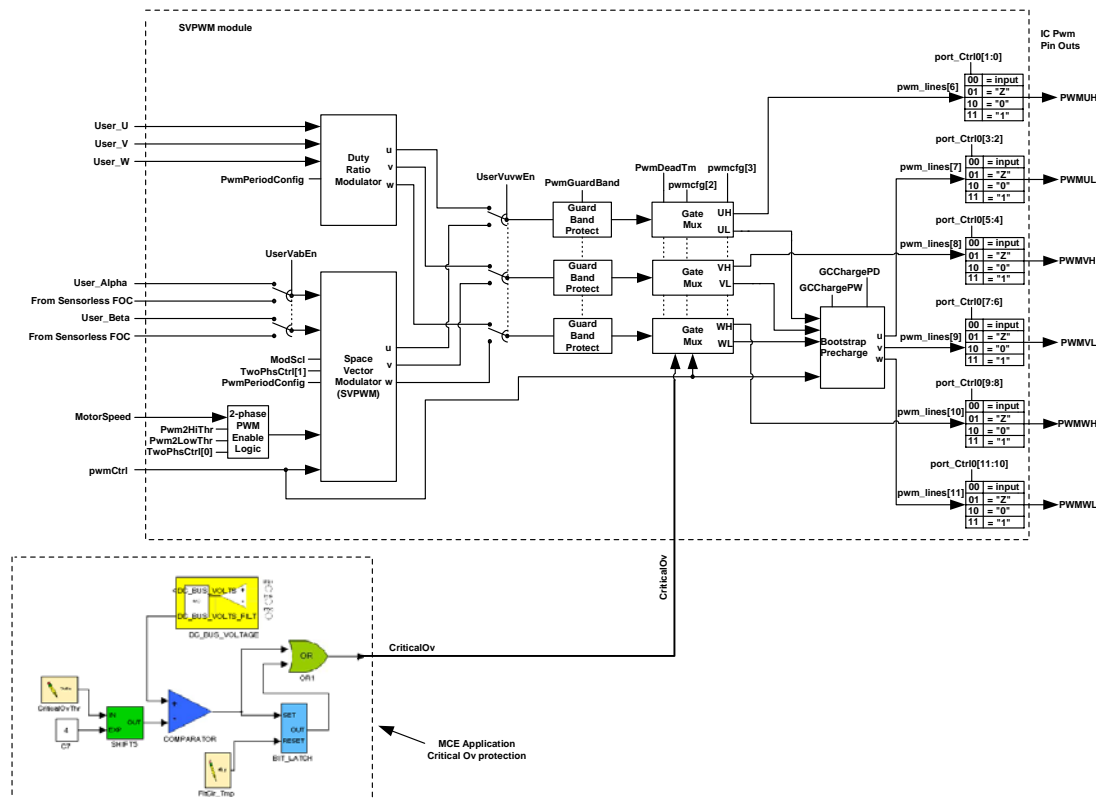 SVPWM module
IC Pwm
Pin Outs
port_Ctrl0[1:0]
pwm_lines[6]
00 = input
01 = "Z"
10 = "0"
11 = "1"
PWMUH
User_U
User_V
User_W
PwmPeriodConfig
Duty
Ratio
Modulator
u
v
w
UserVuvwEn
PwmGuardBand
PwmDeadTm
pwmcfg[2]
pwmcfg[3]
port_Ctrl0[3:2]
pwm_lines[7]
00 = input
01 = "Z"
10 = "0"
11 = "1"
PWMUL
Guard
Band
Protect
Gate
Mux
UH
UL
port_Ctrl0[5:4]
pwm_lines[8]
00 = input
01 = "Z"
10 = "0"
11 = "1"
PWMVH
UserVabEn
User_Alpha
From Sensorless FOC
User_Beta
From Sensorless FOC
Guard
Band
Protect
Gate
Mux
VH
VL
GCChargePD
GCChargePW
port_Ctrl0[7:6]
pwm_lines[9]
00 = input
01 = "Z"
10 = "0"
11 = "1"
PWMVL
Guard
Band
Protect
Gate
Mux
WH
WL
Bootstrap
Precharge
u
v
w
ModScl
TwoPhsCtrl[1]
PwmPeriodConfig
Space
Vector
Modulator
(SVPWM)
u
v
w
port_Ctrl0[9:8]
pwm_lines[10]
00 = input
01 = "Z"
10 = "0"
11 = "1"
PWMWH
MotorSpeed
Pwm2HiThr
Pwm2LowThr
TwoPhsCtrl[0]
2-phase
PWM
Enable
Logic
pwmCtrl
port_Ctrl0[11:10]
pwm_lines[11]
00 = input
01 = "Z"
10 = "0"
11 = "1"
PWMWL
CriticalOv
DC_BUS_VOLTS
DC_BUS_VOLTS_FILT
DC_BUS_VOLTAGE
OR
OR1
CriticalOv
CriticalOvThr
4
C7
IN
EXP
OUT
SHIFT5
+
-
COMPARATOR
SET
OUT
RESET
BIT_LATCH
FltClr_Tmp
MCE Application
Critical Ov protection